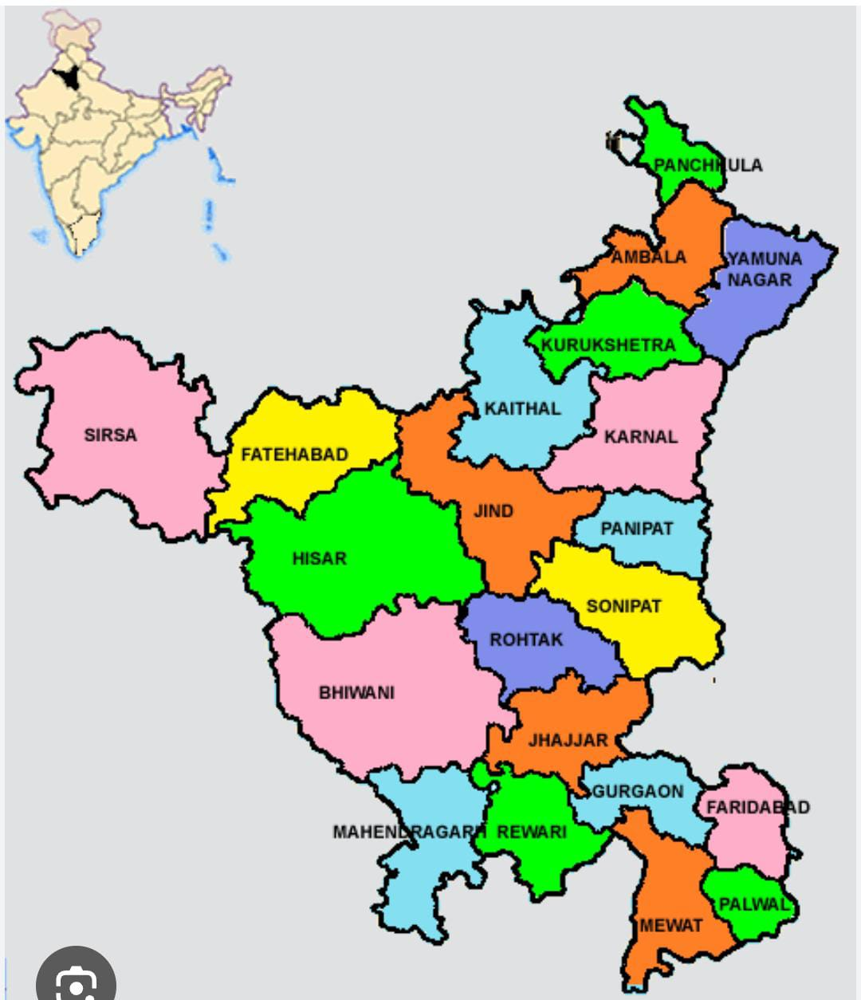 PANCHKULA
AMBALA
YAMUNA
NAGAR
KURUKSHETRA
KAITHAL
KARNAL
SIRSA
FATEHABAD
JIND
PANIPAT
HISAR
SONIPAT
ROHTAK
BHIWANI
JHAJJAR
GURGAON
FARIDABAD
MAHENDRAGARH
REWARI
PALWAL
MEWAT